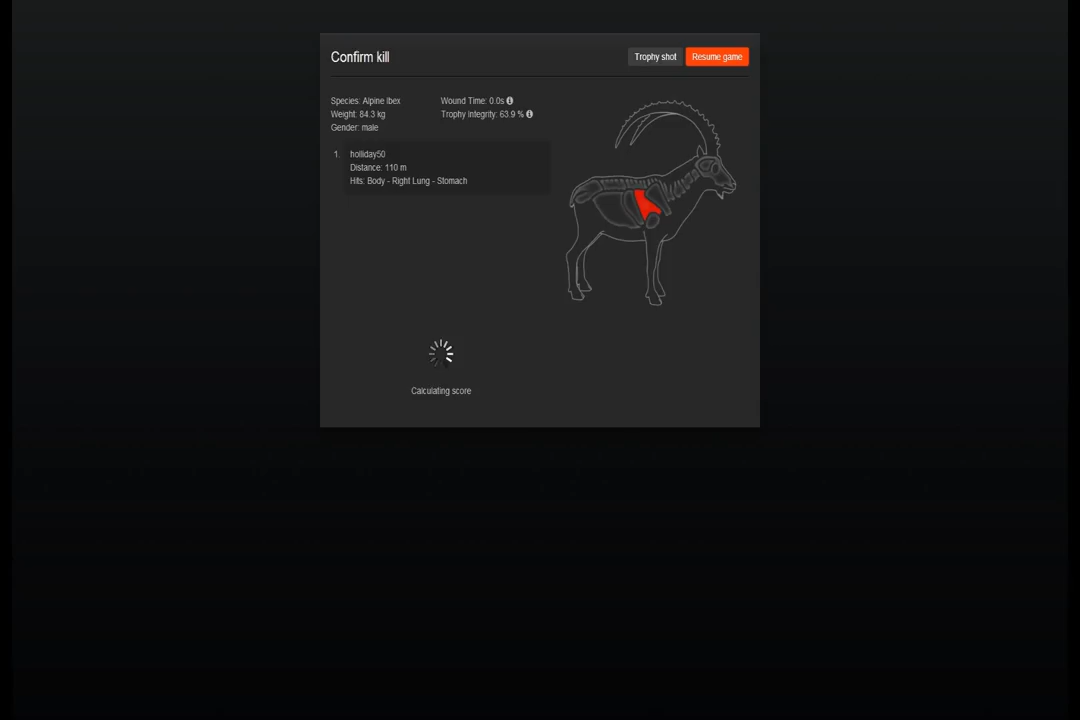 Confirm kill
Trophy shot
Resume game
Species: Alpine Ibex
Weight: 84.3 kg
Gender: male
Wound Time: 0.0s
Trophy Integrity: 63.9 %
1. holliday50
Distance: 110 m
Hits: Body - Right Lung - Stomach
Calculating score